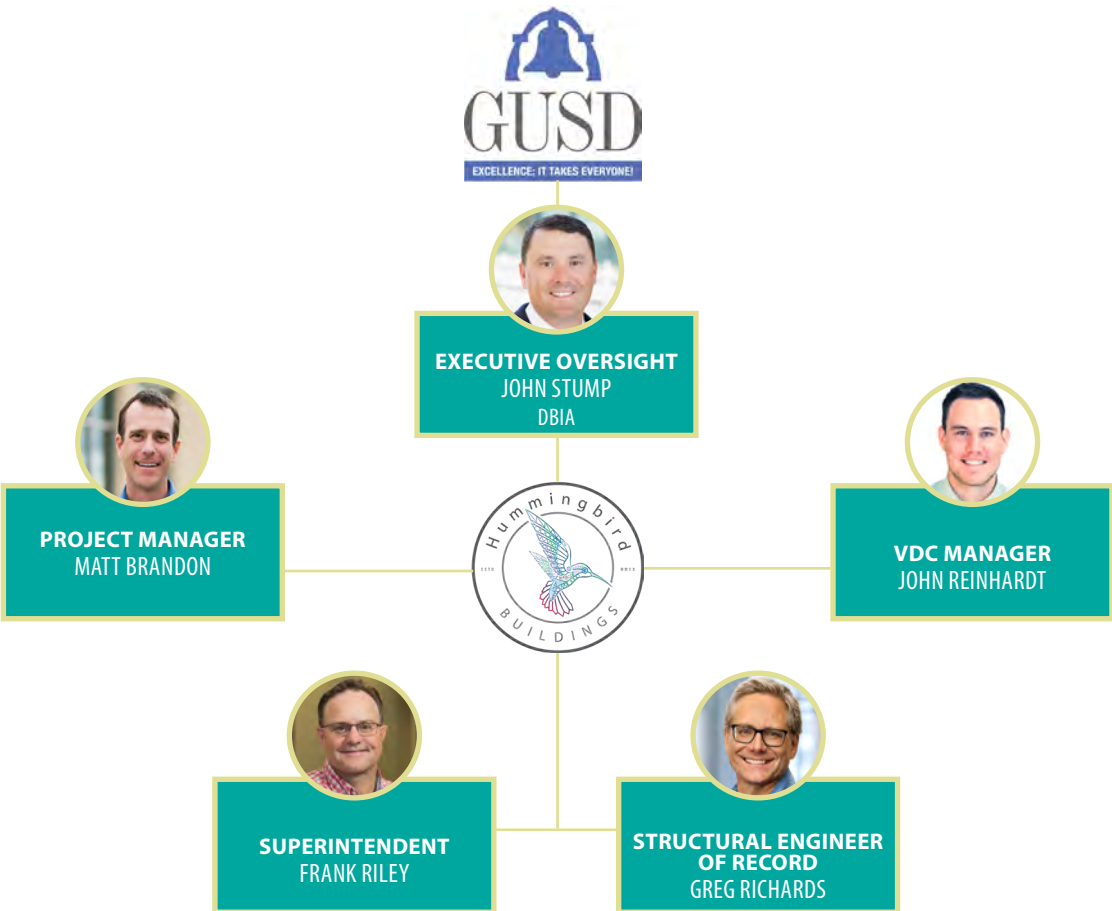 GUSD
EXCELLENCE; IT TAKES EVERYONE!
EXECUTIVE OVERSIGHT
JOHN STUMP
DBIA
PROJECT MANAGER
MATT BRANDON
Hummingbird
ESTD
BUILDINGS
VDC MANAGER
JOHN REINHARDT
SUPERINTENDENT
FRANK RILEY
STRUCTURAL ENGINEER
OF RECORD
GREG RICHARDS